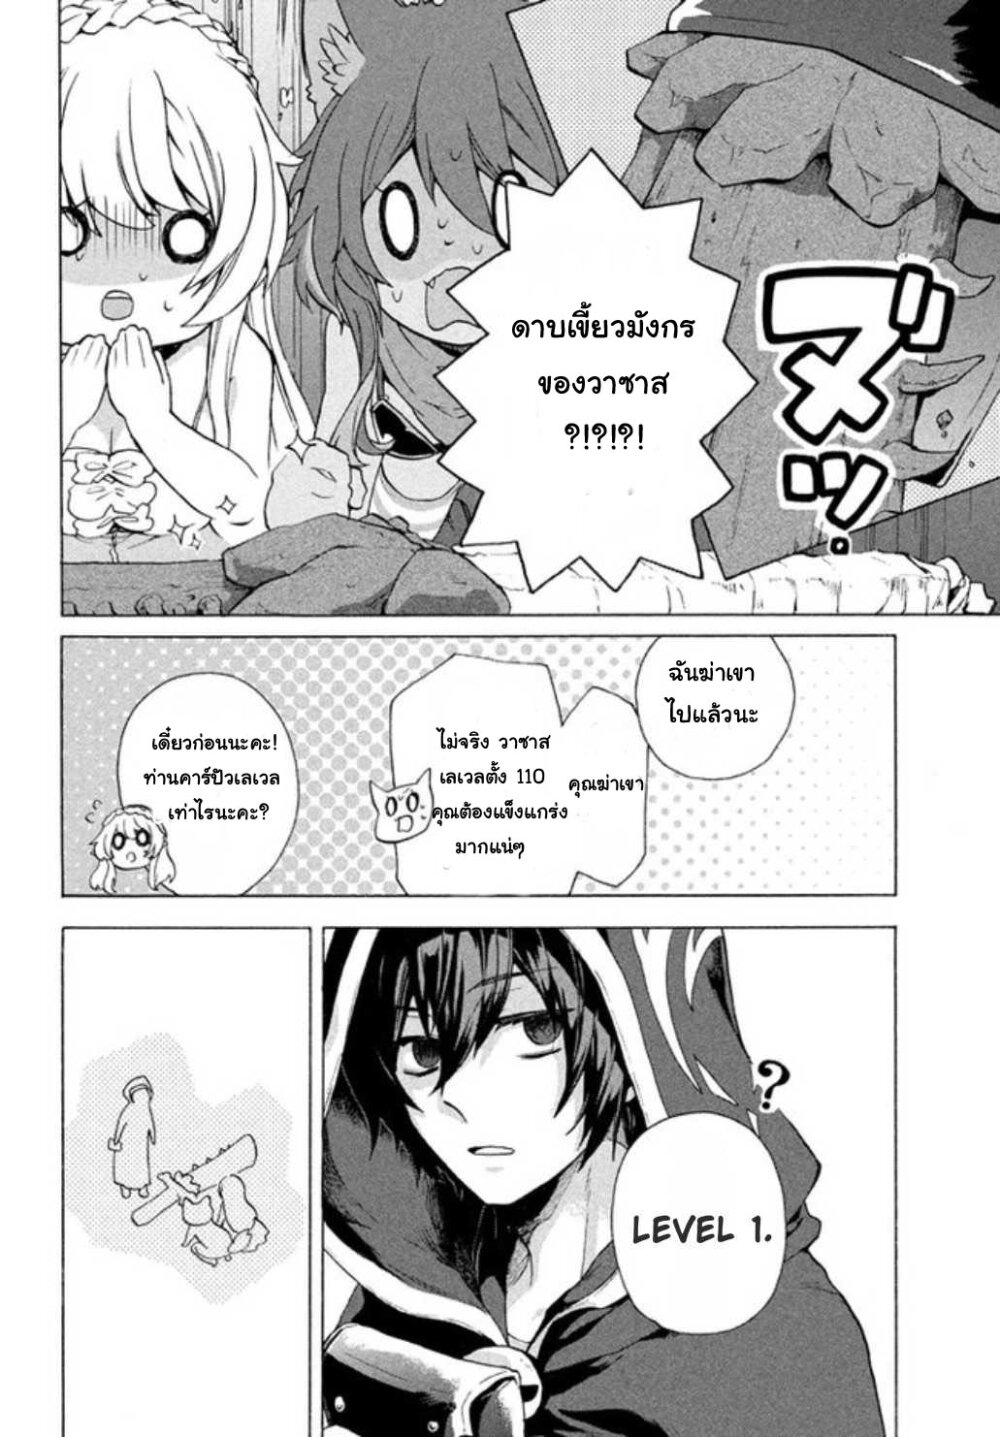 ズヌッ
ดาบเขี้ยวมังกร
ของวาซาส
?!?!?!
ฉันฆ่าเขา
ไปแล้วนะ
คุณฆ่าเขา
ไม่จริง วาซาส
เลเวลตั้ง 110
คุณต้องแข็งแกร่ง
มากแน่ๆ
เดี๋ยวก่อนนะคะ!
ท่านคาร์ปัวเลเวล
เท่าไรนะคะ?
?
LEVEL 1.